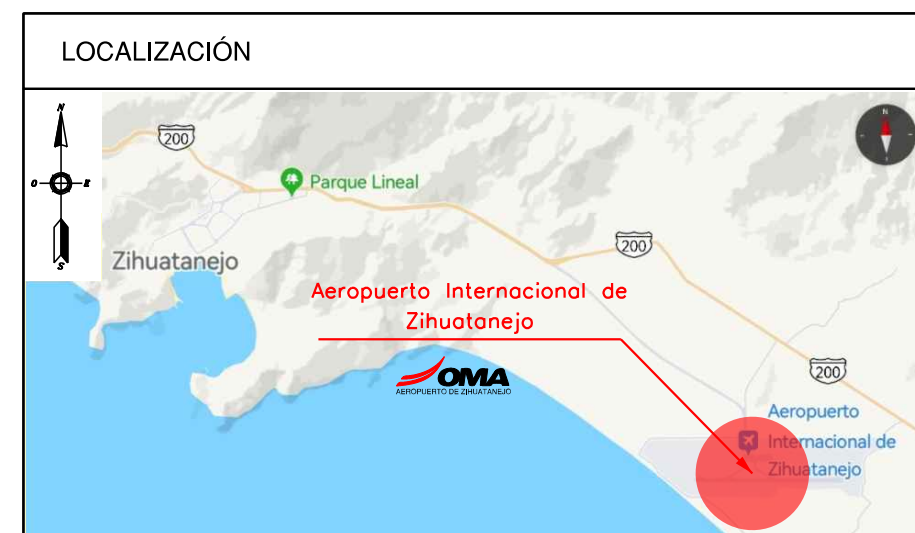 LOCALIZACIÓN
N
O
E
S
200
Parque Lineal
N
200
Zihuatanejo
Aeropuerto Internacional de
Zihuatanejo
OMA
AEROPUERTO DE ZIHUATANEJO
200
Aeropuerto
Internacional de
Zihuatanejo